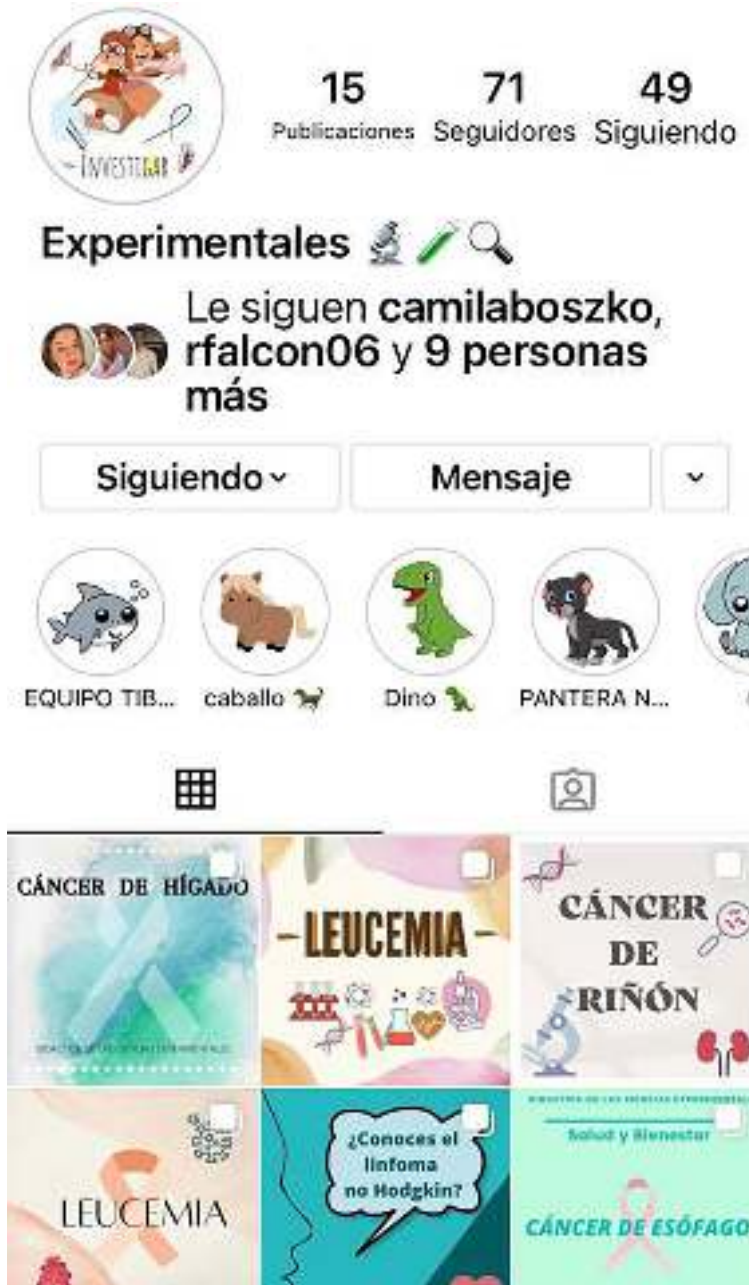 15 71 49
Publicaciones Seguidores Siguiendo
INVESTIGAR
Experimentales
Le siguen camilaboszko,
rfalcon06 y 9 personas
más
Siguiendo Mensaje
EQUIPO TIB... caballo Dino PANTERA N...
CÁNCER DE HÍGADO
-LEUCEMIA-
CÁNCER
DE
RIÑÓN
LEUCEMIA
¿Conoces el
linfoma
no Hodgkin?
Salud y Bienestar
CÁNCER DE ESÓFAGO